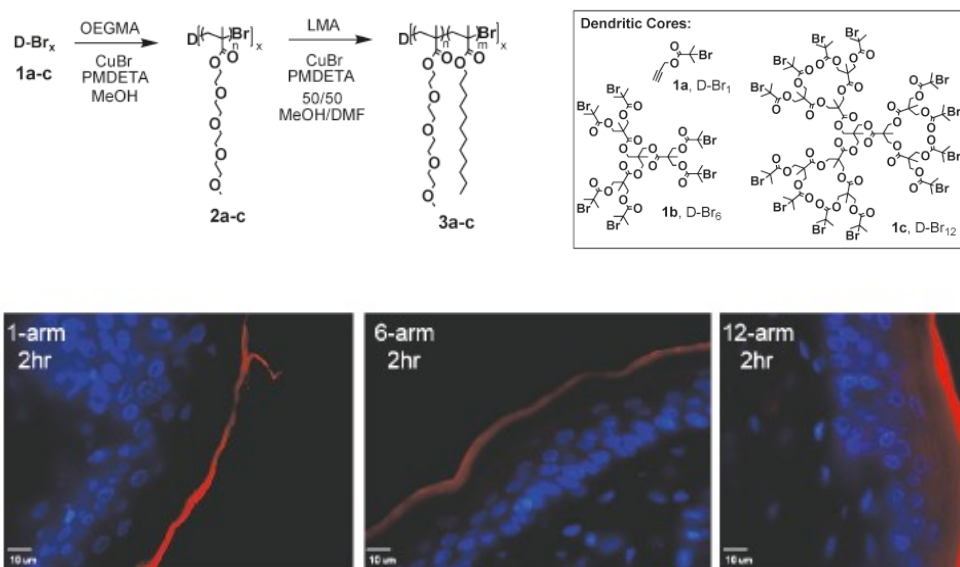 D-Brx
1a-c
OEGMA
CuBr
PMDETA
MeOH
D
Br
n
x
O
O
O
O
O
O
2a-c
LMA
CuBr
PMDETA
50/50
MeOH/DMF
D
n
m
Br
x
O
O
O
O
O
O
O
O
3a-c
Dendritic Cores:
1a, D-Br1
1b, D-Br6
1c, D-Br12
1-arm
2hr
10 um
6-arm
2hr
10 um
12-arm
2hr
10 um